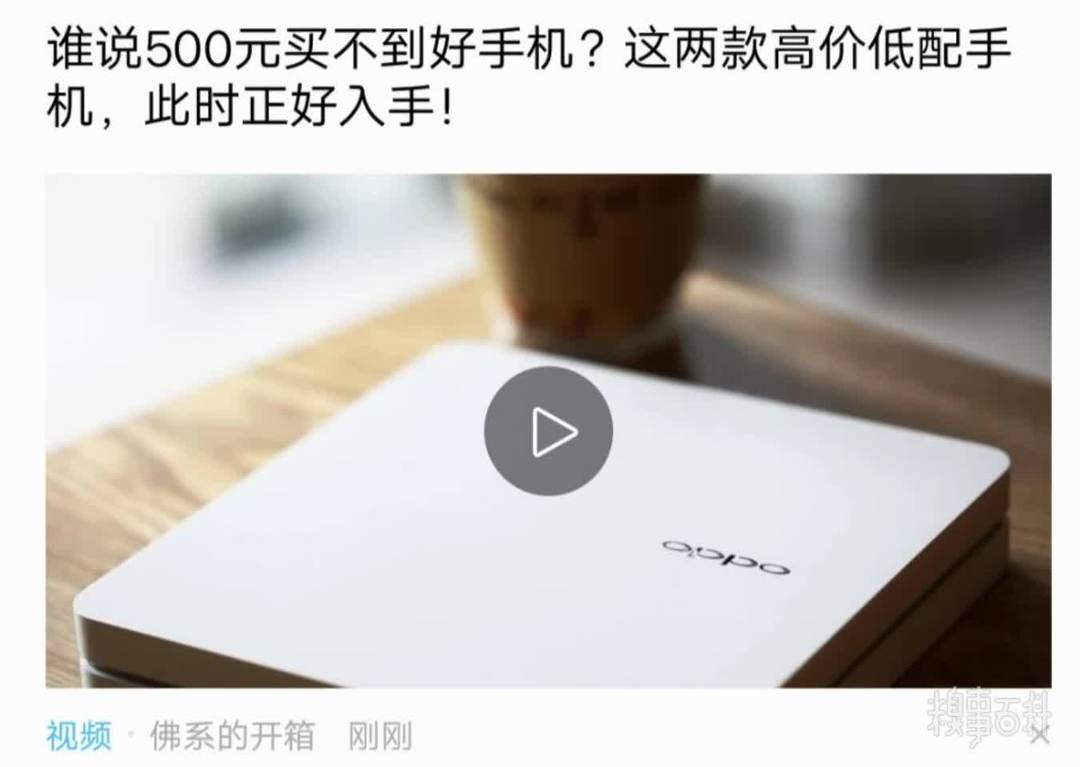 谁说500元买不到好手机？这两款高价低配手
机，此时正好入手！
oppo
视频 · 佛系的开箱 刚刚
糗事百科